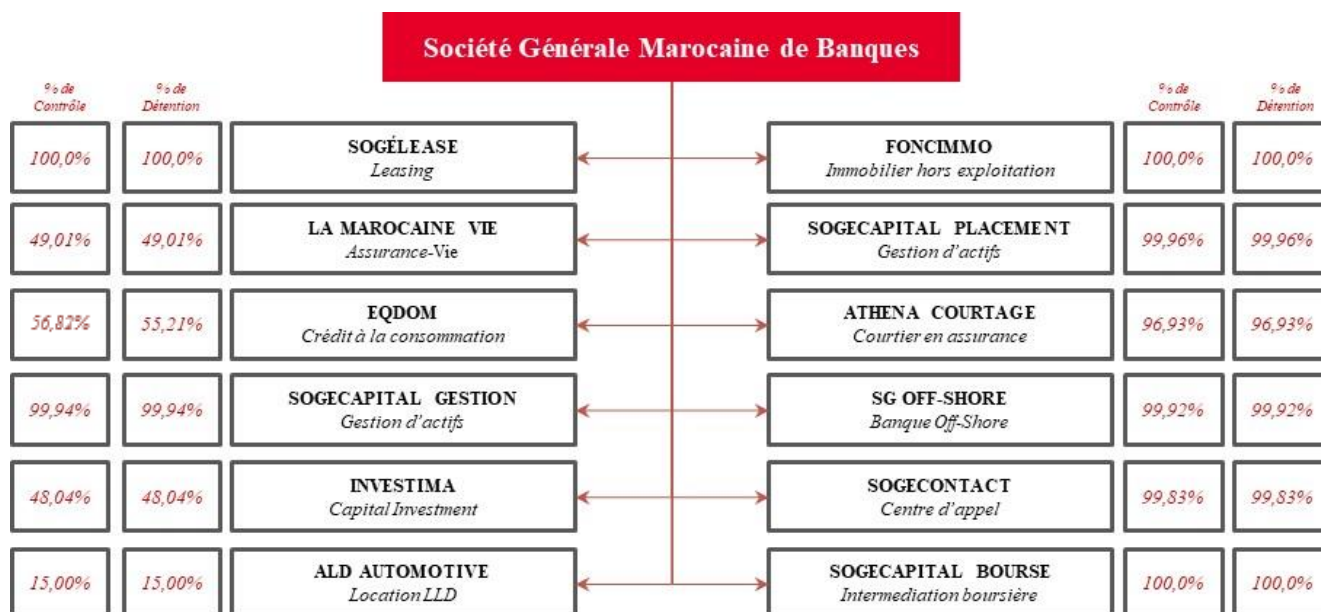 Société Générale Marocaine de Banques
% de
Contrôle
% de
Détention
% de
Contrôle
% de
Détention
100,0%
100,0%
SOGÉLEASE
Leasing
FONCIMMO
Immobilier hors exploitation
100,0%
100,0%
49,01%
49,01%
LA MAROCAINE VIE
Assurance-Vie
SOGECAPITAL PLACEMENT
Gestion d'actifs
99,96%
99,96%
56,82%
55,21%
EQDOM
Crédit à la consommation
ATHENA COURTAGE
Courtier en assurance
96,93%
96,93%
99,94%
99,94%
SOGECAPITAL GESTION
Gestion d'actifs
SG OFF-SHORE
Banque Off-Shore
99,92%
99,92%
48,04%
48,04%
INVESTIMA
Capital Investment
SOGECONTACT
Centre d'appel
99,83%
99,83%
15,00%
15,00%
ALD AUTOMOTIVE
Location LLD
SOGECAPITAL BOURSE
Intermediation boursière
100,0%
100,0%